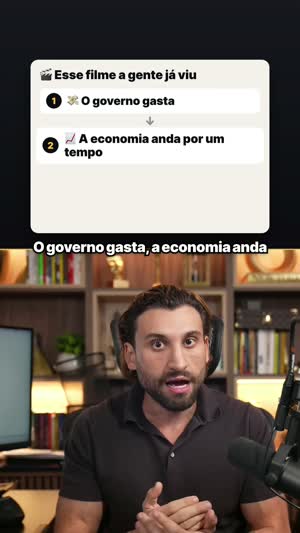 🎬 Esse filme a gente já viu
1 💸 O governo gasta
↓
2 📈 A economia anda por um
tempo
O governo gasta, a economia anda